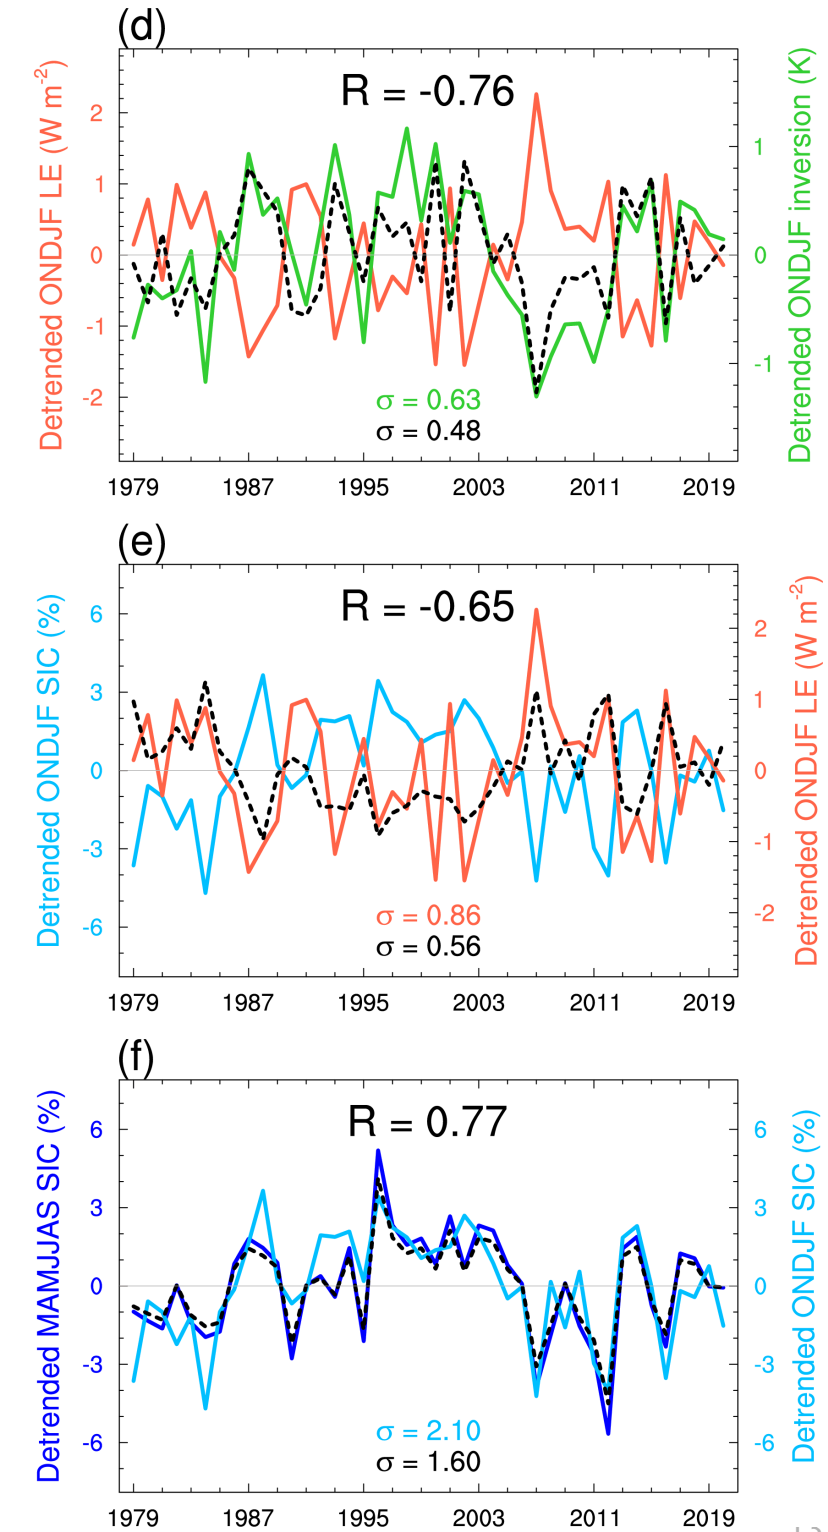 (d)
R = -0.76
Detrended ONDJF LE (W m-2)
Detrended ONDJF inversion (K)
2
1
0
-1
-2
1
0
-1
σ = 0.63
σ = 0.48
1979 1987 1995 2003 2011 2019
(e)
R = -0.65
Detrended ONDJF SIC (%)
Detrended ONDJF LE (W m-2)
6
3
0
-3
-6
2
1
0
-1
-2
σ = 0.86
σ = 0.56
1979 1987 1995 2003 2011 2019
(f)
R = 0.77
Detrended MAMJJAS SIC (%)
Detrended ONDJF SIC (%)
6
3
0
-3
-6
6
3
0
-3
-6
σ = 2.10
σ = 1.60
1979 1987 1995 2003 2011 2019